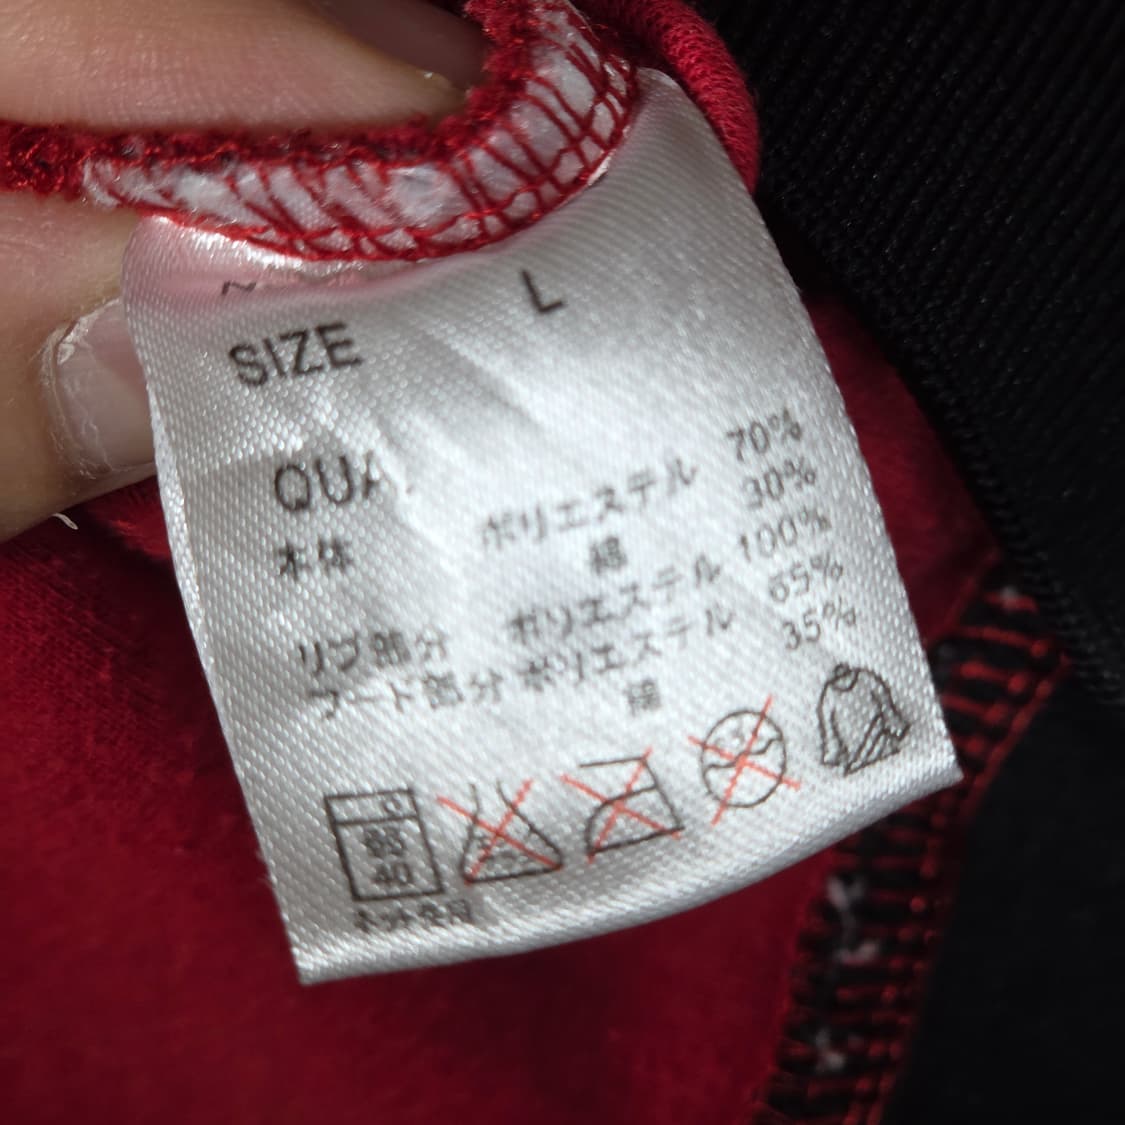 L
SIZE
QUA
本体 ポリエステル 70%
綿 30%
リブ部分 ポリエステル 100%
フード部分 ポリエステル 65%
綿 35%
40
ネット使用